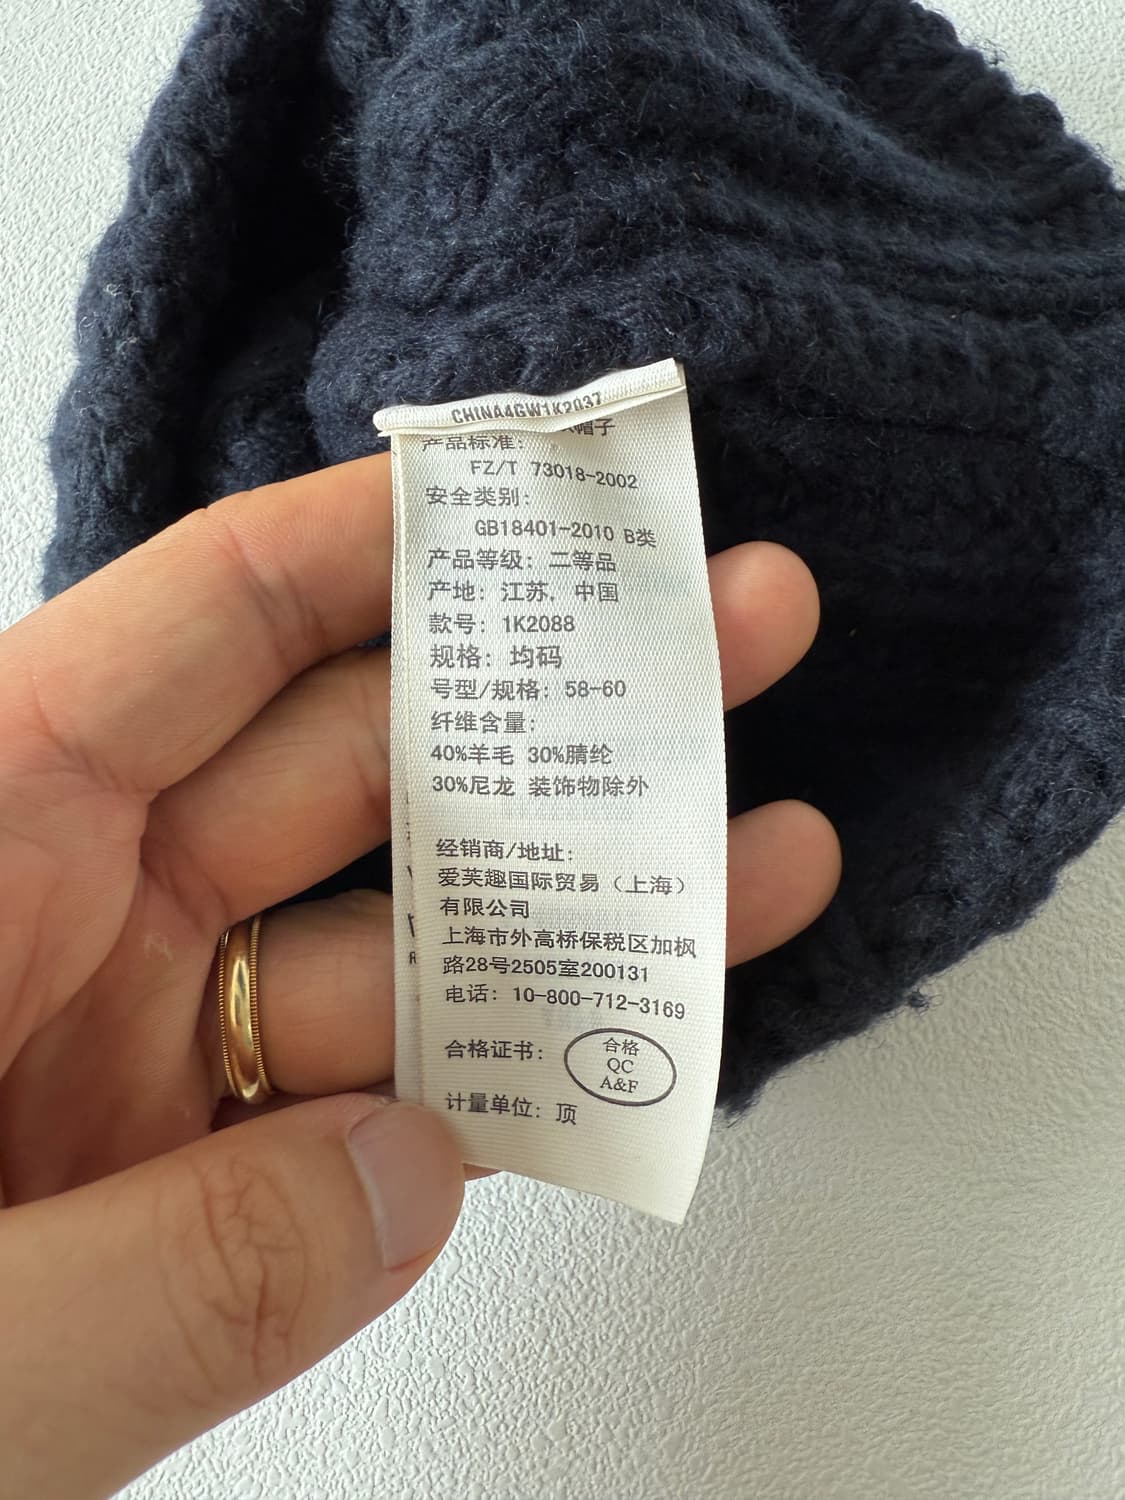 CHINA4GW1K2037
帽子
产品标准:
FZ/T 73018-2002
安全类别:
GB18401-2010 B类
产品等级: 二等品
产地: 江苏, 中国
款号: 1K2088
规格: 均码
号型/规格: 58-60
纤维含量:
40%羊毛 30%腈纶
30%尼龙 装饰物除外
经销商/地址:
爱芙趣国际贸易（上海）
有限公司
上海市外高桥保税区加枫
路28号2505室200131
电话: 10-800-712-3169
合格证书:
合格
QC
A&F
计量单位: 顶